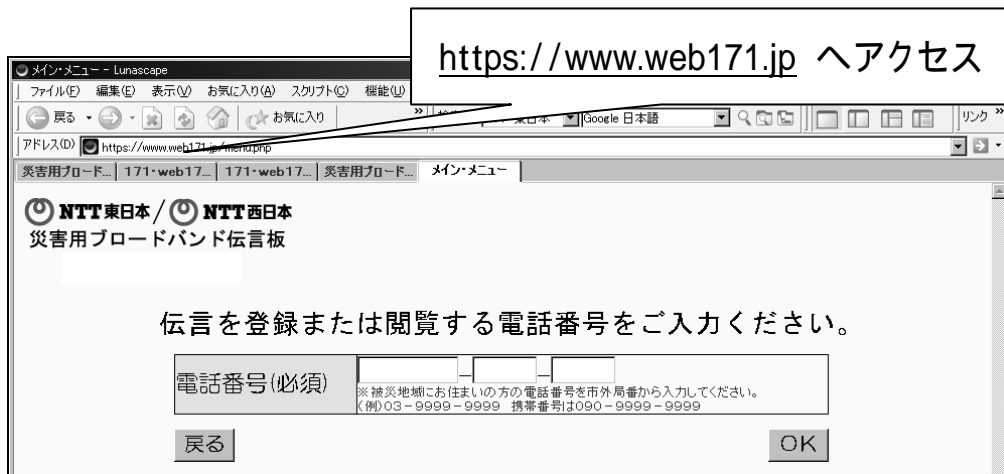 https://www.web171.jp へアクセス
メイン・メニュー - Lunascape
ファイル(F) 編集(E) 表示(V) お気に入り(A) スクリプト(C) 機能(U)
戻る お気に入り » 東日本 Google 日本語 リンク »
アドレス(D) https://www.web171.jp/menu.php
災害用ブロード... 171・web17... 171・web17... 災害用ブロード... メイン・メニュー
NTT東日本/NTT西日本
災害用ブロードバンド伝言板
伝言を登録または閲覧する電話番号をご入力ください。
電話番号(必須) – –
※被災地域にお住まいの方の電話番号を市外局番から入力してください。
(例)03-9999-9999 携帯番号は090-9999-9999
戻る OK